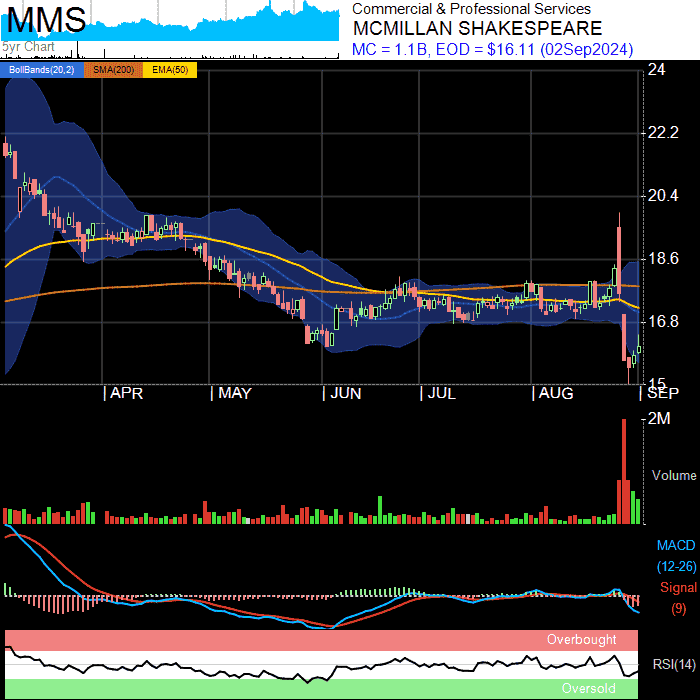 MMS
5yr Chart
Commercial & Professional Services
MCMILLAN SHAKESPEARE
MC = 1.1B, EOD = $16.11 (02Sep2024)
BollBands(20,2) SMA(200) EMA(50)
24
22.2
20.4
18.6
16.8
15
APR MAY JUN JUL AUG SEP
2M
Volume
MACD
(12-26)
Signal
(9)
Overbought
RSI(14)
Oversold